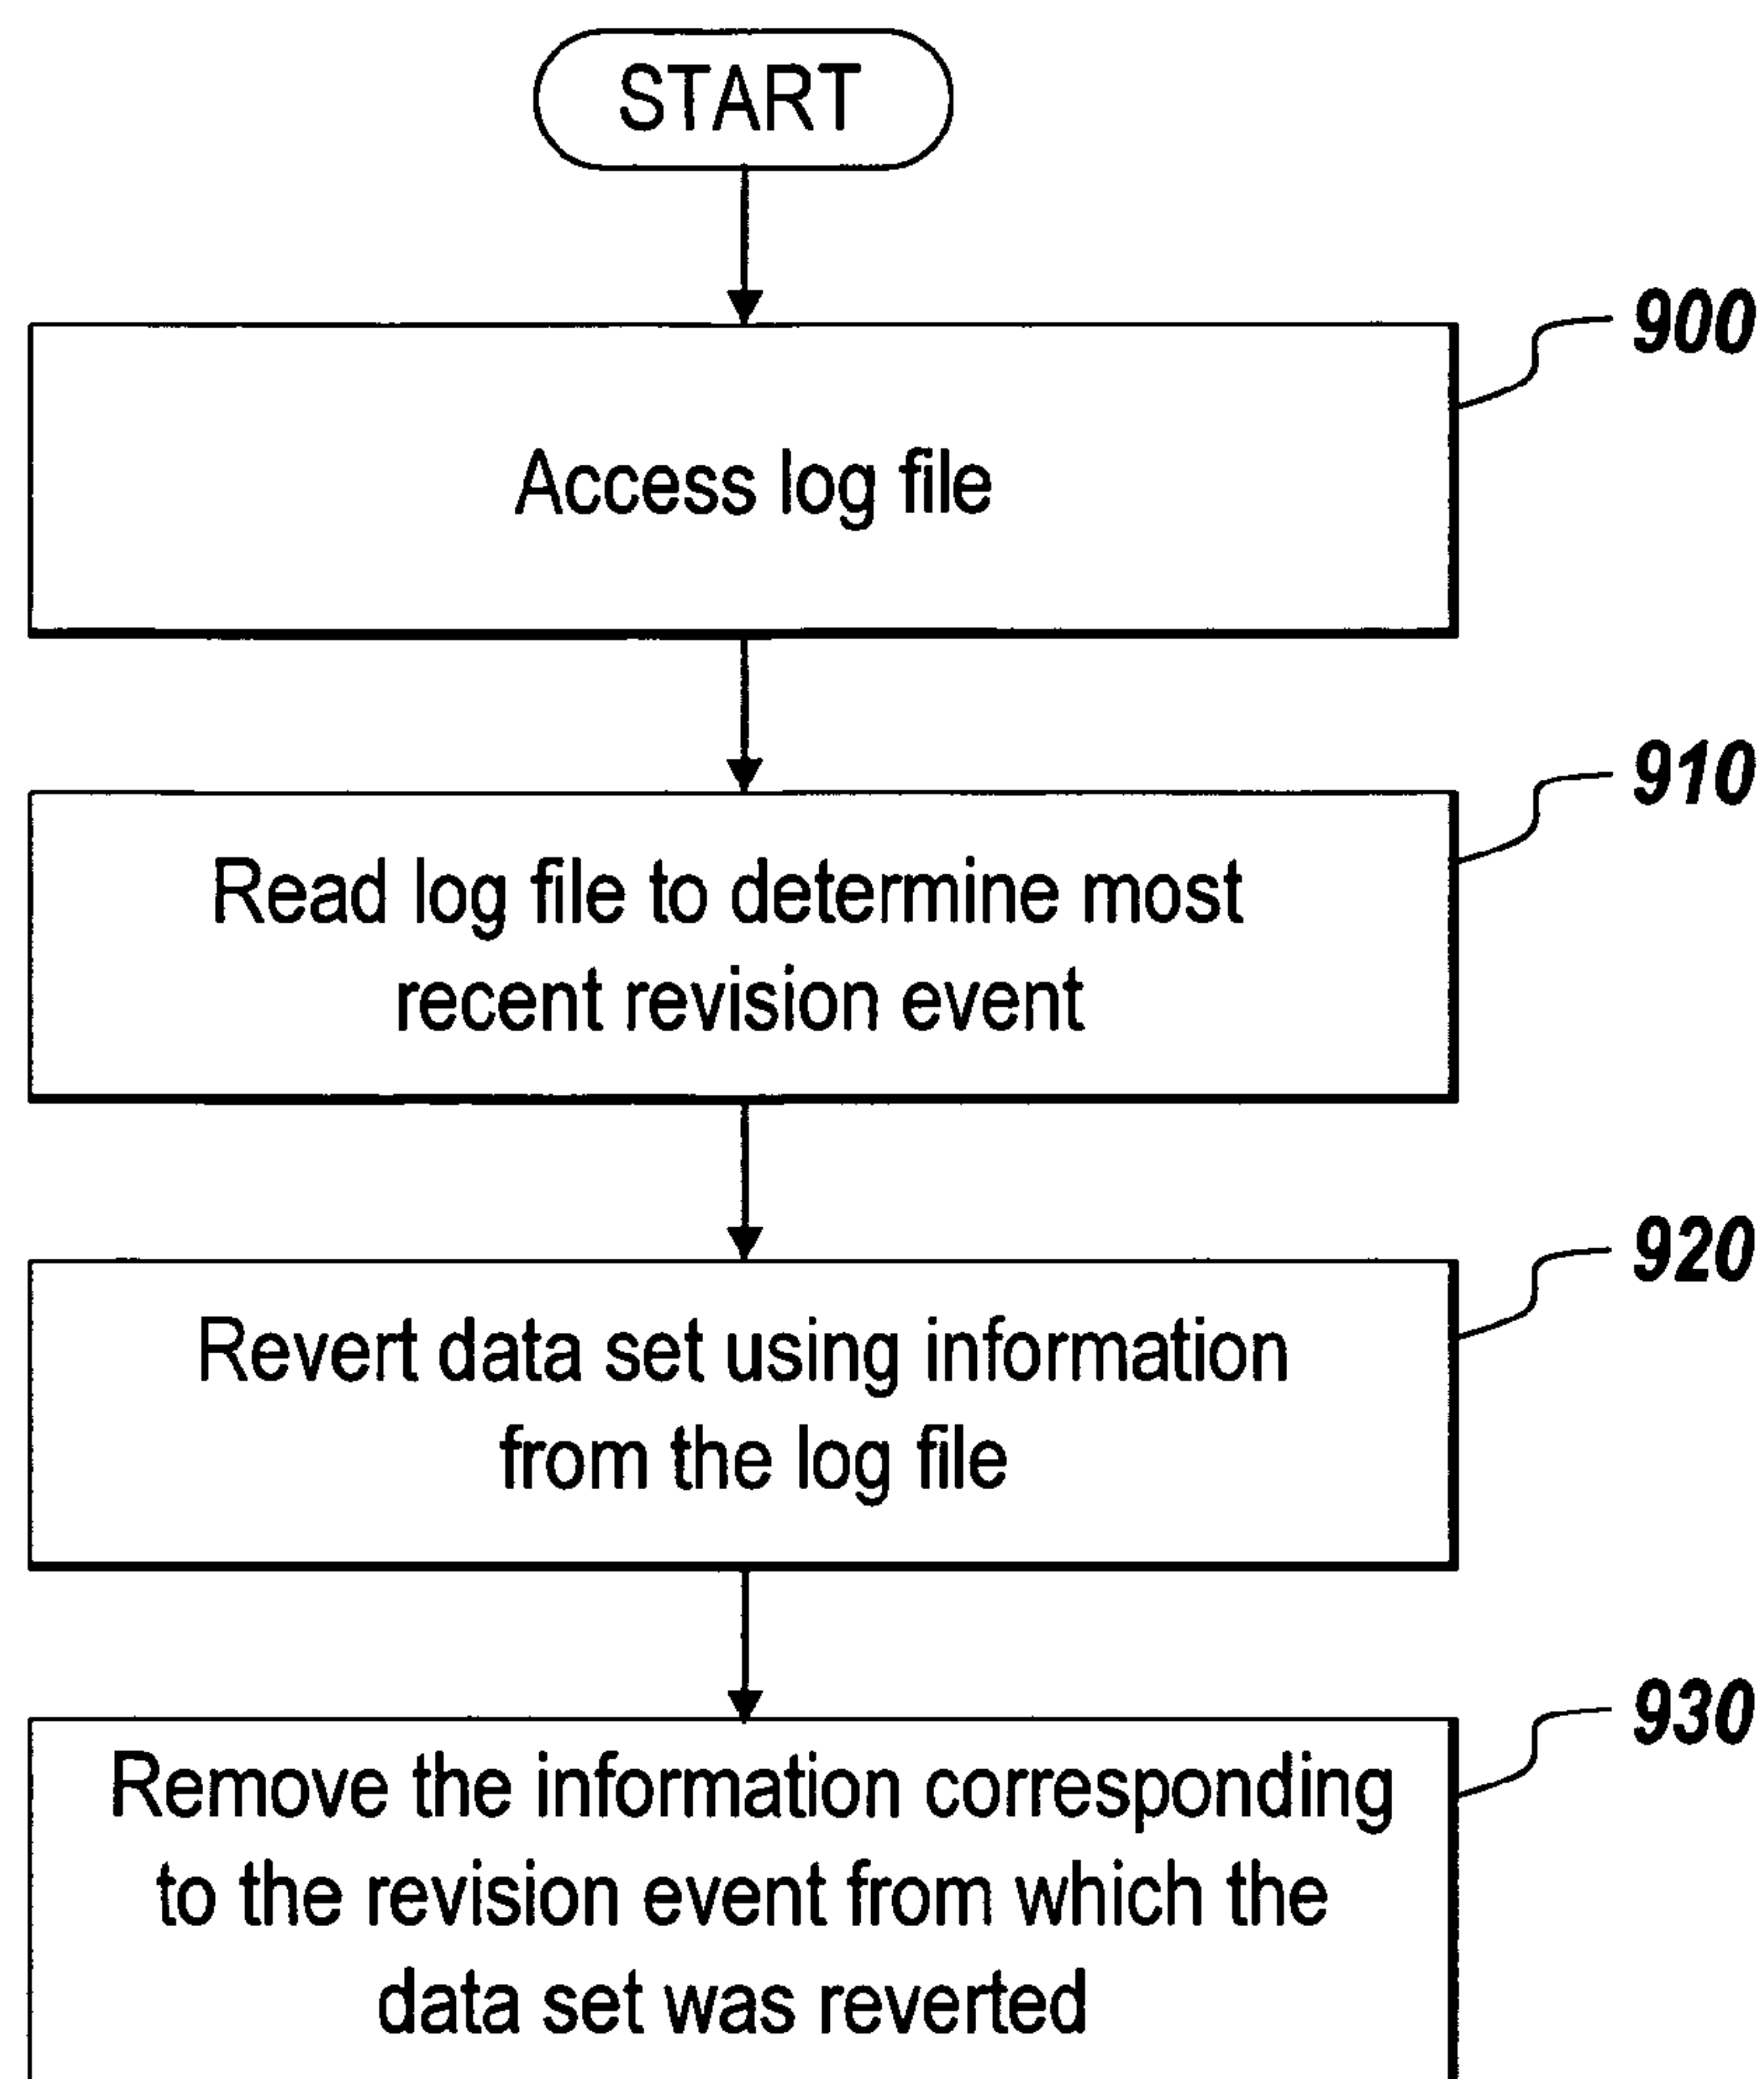 START
900
Access log file
910
Read log file to determine most
recent revision event
920
Revert data set using information
from the log file
930
Remove the information corresponding
to the revision event from which the
data set was reverted